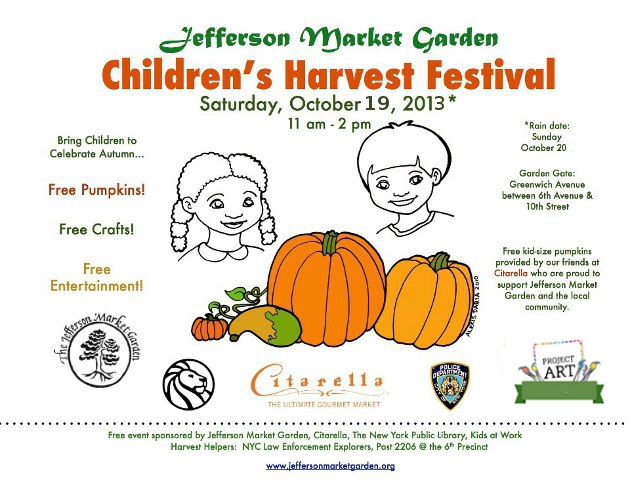 Jefferson Market Garden
Children's Harvest Festival
Saturday, October 19, 2013*
11 am - 2 pm
Bring Children to
Celebrate Autumn...
Free Pumpkins!
Free Crafts!
Free
Entertainment!
*Rain date:
Sunday
October 20
Garden Gate:
Greenwich Avenue
between 6th Avenue &
10th Street
Free kid-size pumpkins
provided by our friends at
Citarella who are proud to
support Jefferson Market
Garden and the local
community.
ALEXIS PARIA 2010
The Jefferson Market Garden
Citarella
THE ULTIMATE GOURMET MARKET
POLICE
DEPARTMENT
PROJECT
ART
Free event sponsored by Jefferson Market Garden, Citarella, The New York Public Library, Kids at Work
Harvest Helpers: NYC Law Enforcement Explorers, Post 2206 @ the 6th Precinct
www.jeffersonmarketgarden.org